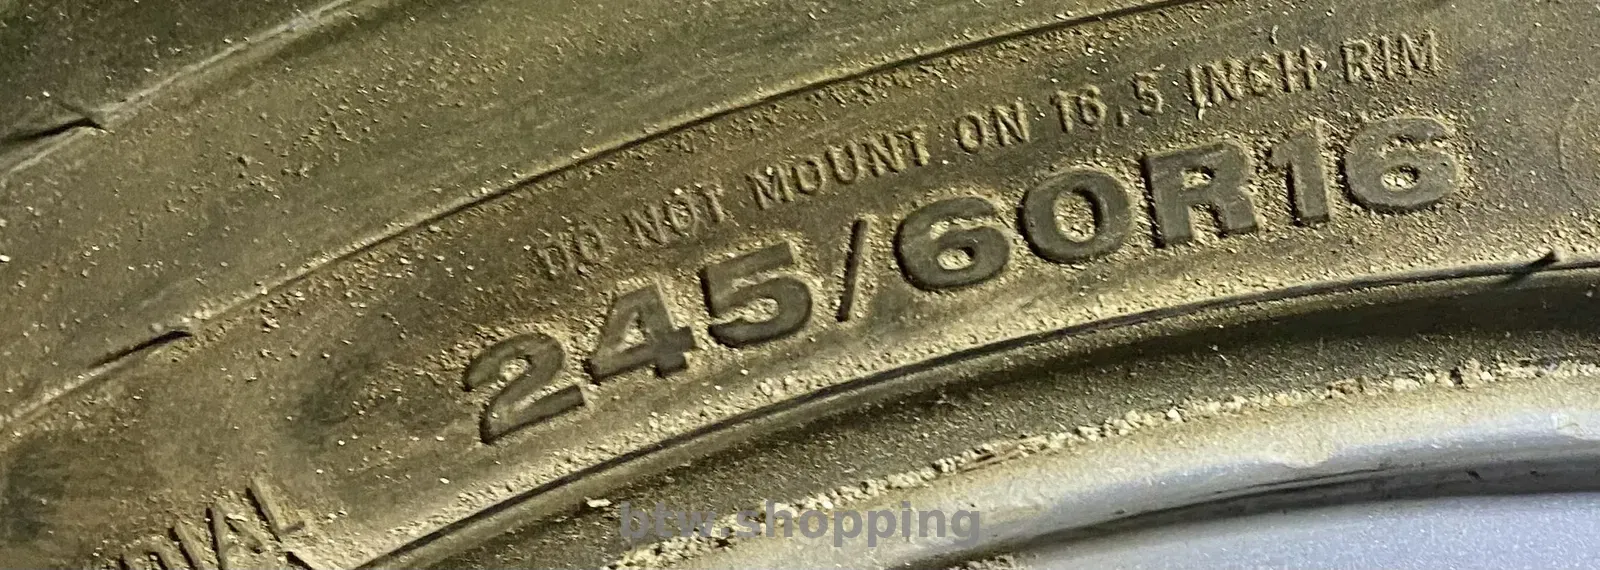 DO NOT MOUNT ON 16.5 INCH RIM
245/60R16
btw.shopping